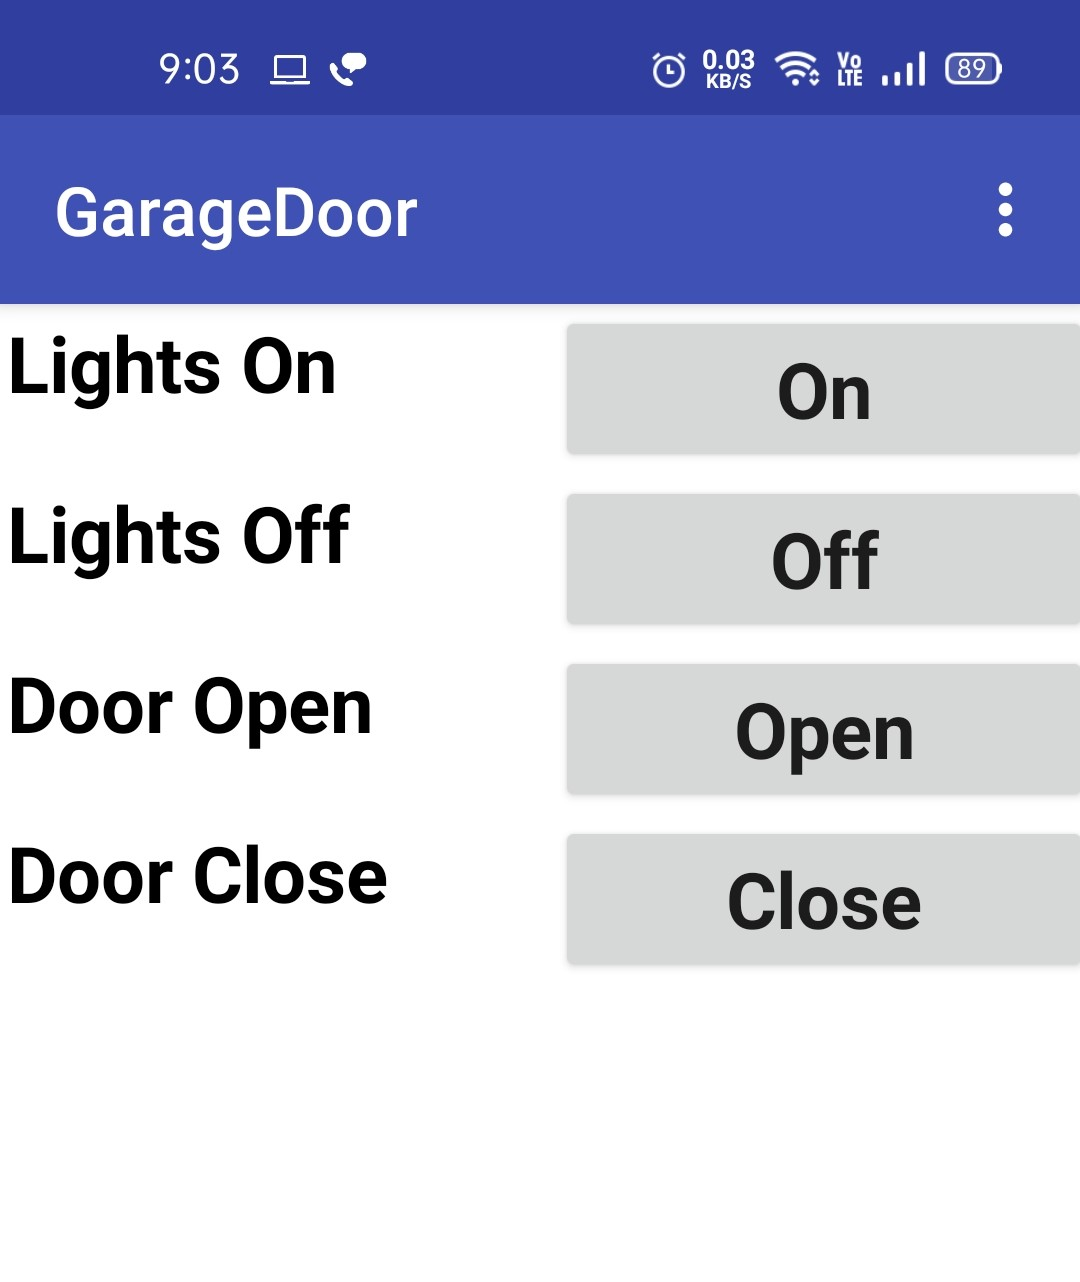 9:03 0.03 KB/S Vo LTE 89
GarageDoor
Lights On On
Lights Off Off
Door Open Open
Door Close Close